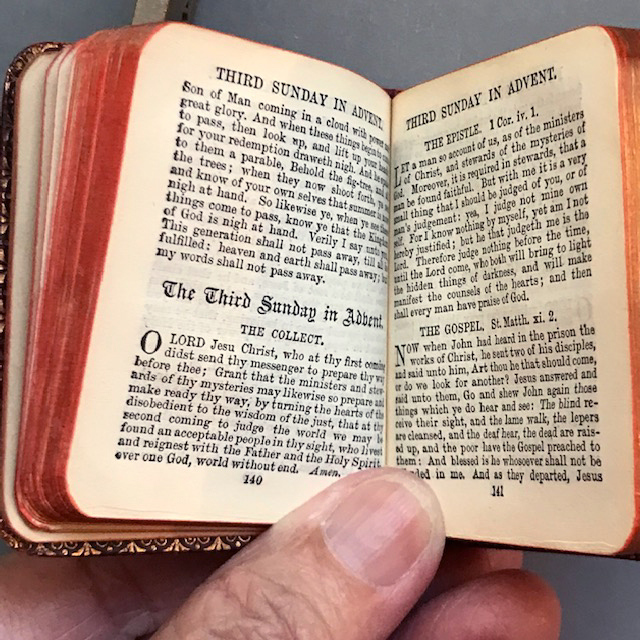 THIRD SUNDAY IN ADVENT.
Son of Man coming in a cloud with power and
great glory. And when these things begin to come
to pass, then look up, and lift up your heads;
for your redemption draweth nigh. And he
to them a parable, Behold the fig-tree, and
the trees; when they now shoot forth, ye
and know of your own selves that summer is
nigh at hand. So likewise ye, when ye see
things come to pass, know ye that the King
of God is nigh at hand. Verily I say unto
This generation shall not pass away, till all
fulfilled: heaven and earth shall pass away;
my words shall not pass away.
The Third Sunday in Advent.
THE COLLECT.
O LORD Jesu Christ, who at thy first coming
didst send thy messenger to prepare thy way
before thee; Grant that the ministers and stew-
ards of thy mysteries may likewise so prepare and
make ready thy way, by turning the hearts of the
disobedient to the wisdom of the just, that at thy
second coming to judge the world we may be
found an acceptable people in thy sight, who livest
and reignest with the Father and the Holy Spirit
ever one God, world without end. Amen.
140
THIRD SUNDAY IN ADVENT.
THE EPISTLE. 1 Cor. iv. 1.
LET a man so account of us, as of the ministers
of Christ, and stewards of the mysteries of
God. Moreover, it is required in stewards, that a
man be found faithful. But with me it is a very
small thing that I should be judged of you, or of
man's judgement: yea, I judge not mine own
self. For I know nothing by myself, yet am I not
hereby justified; but he that judgeth me is the
Lord. Therefore judge nothing before the time,
until the Lord come, who both will bring to light
the hidden things of darkness, and will make
manifest the counsels of the hearts; and then
shall every man have praise of God.
THE GOSPEL. St. Matth. xi. 2.
NOW when John had heard in the prison the
works of Christ, he sent two of his disciples,
and said unto him, Art thou he that should come,
or do we look for another? Jesus answered and
said unto them, Go and shew John again those
things which ye do hear and see: The blind re-
ceive their sight, and the lame walk, the lepers
are cleansed, and the deaf hear, the dead are rais-
ed up, and the poor have the Gospel preached to
them: And blessed is he whosoever shall not be
offended in me. And as they departed, Jesus
141